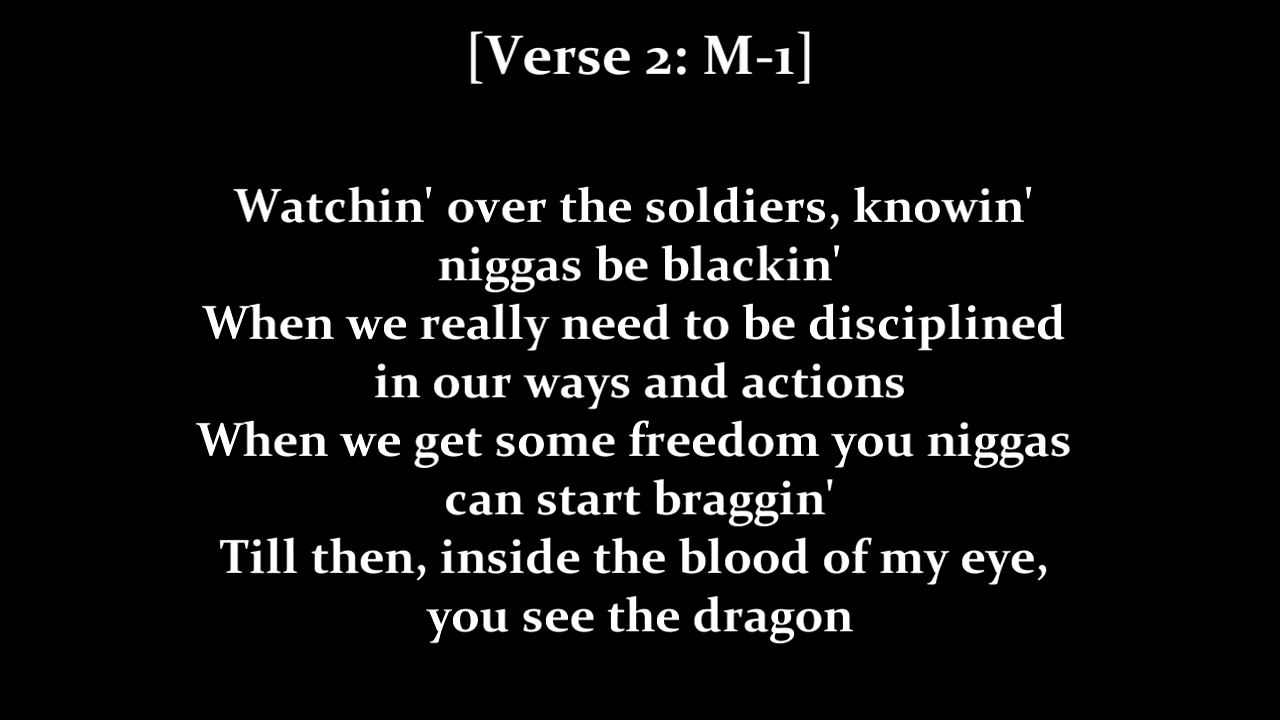 [Verse 2: M-1]
Watchin' over the soldiers, knowin'
niggas be blackin'
When we really need to be disciplined
in our ways and actions
When we get some freedom you niggas
can start braggin'
Till then, inside the blood of my eye,
you see the dragon